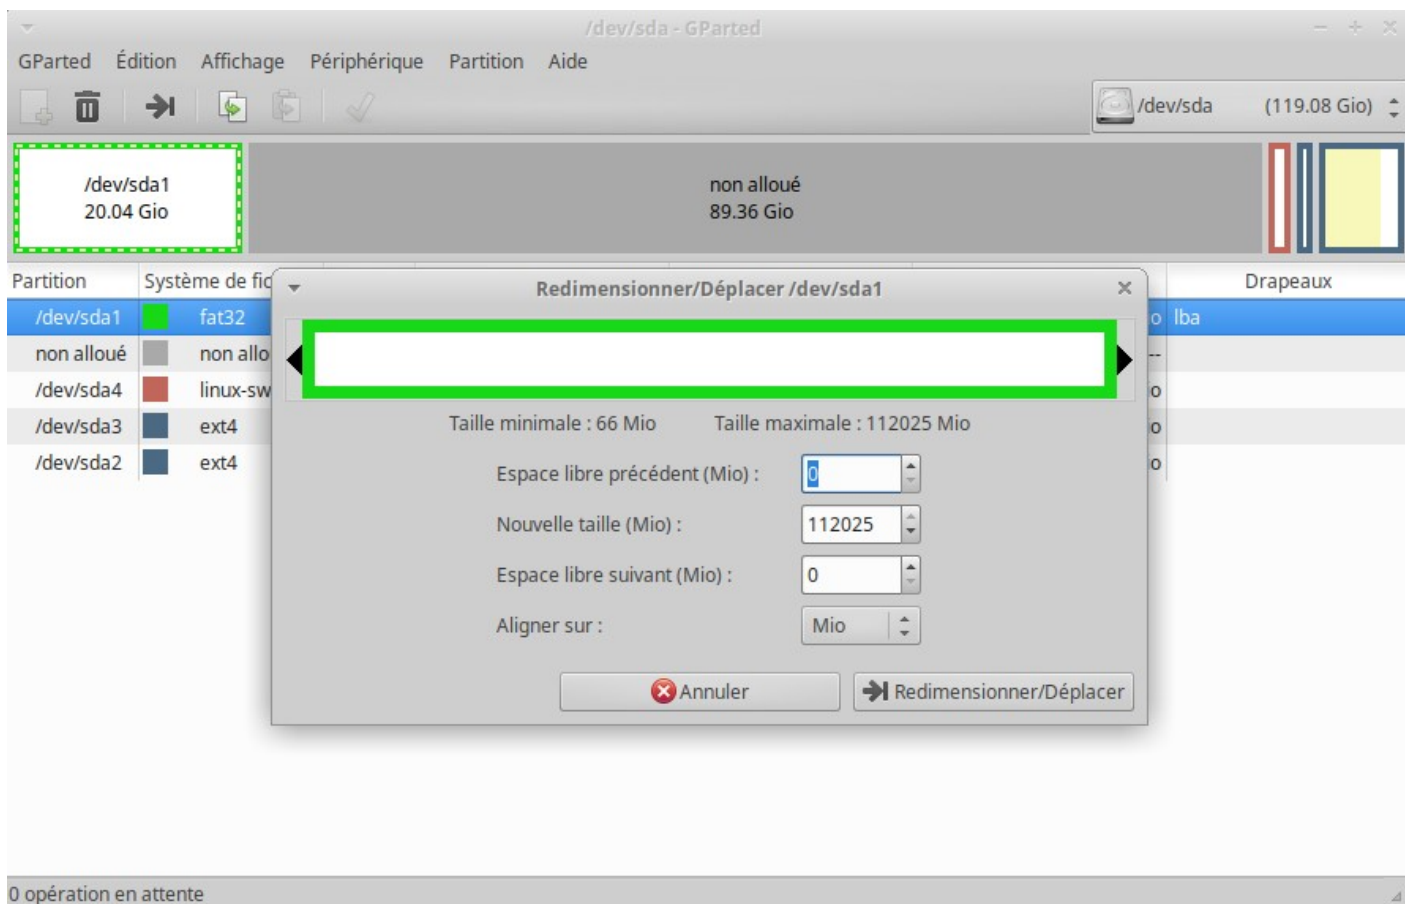 /dev/sda - GParted
GParted Édition Affichage Périphérique Partition Aide
/dev/sda (119.08 Gio)
/dev/sda1
20.04 Gio
non alloué
89.36 Gio
Partition Système de fic Drapeaux
/dev/sda1 fat32 o lba
non alloué non allo --
/dev/sda4 linux-sw o
/dev/sda3 ext4 o
/dev/sda2 ext4 o
Redimensionner/Déplacer /dev/sda1
Taille minimale : 66 Mio Taille maximale : 112025 Mio
Espace libre précédent (Mio) : 0
Nouvelle taille (Mio) : 112025
Espace libre suivant (Mio) : 0
Aligner sur : Mio
Annuler Redimensionner/Déplacer
0 opération en attente